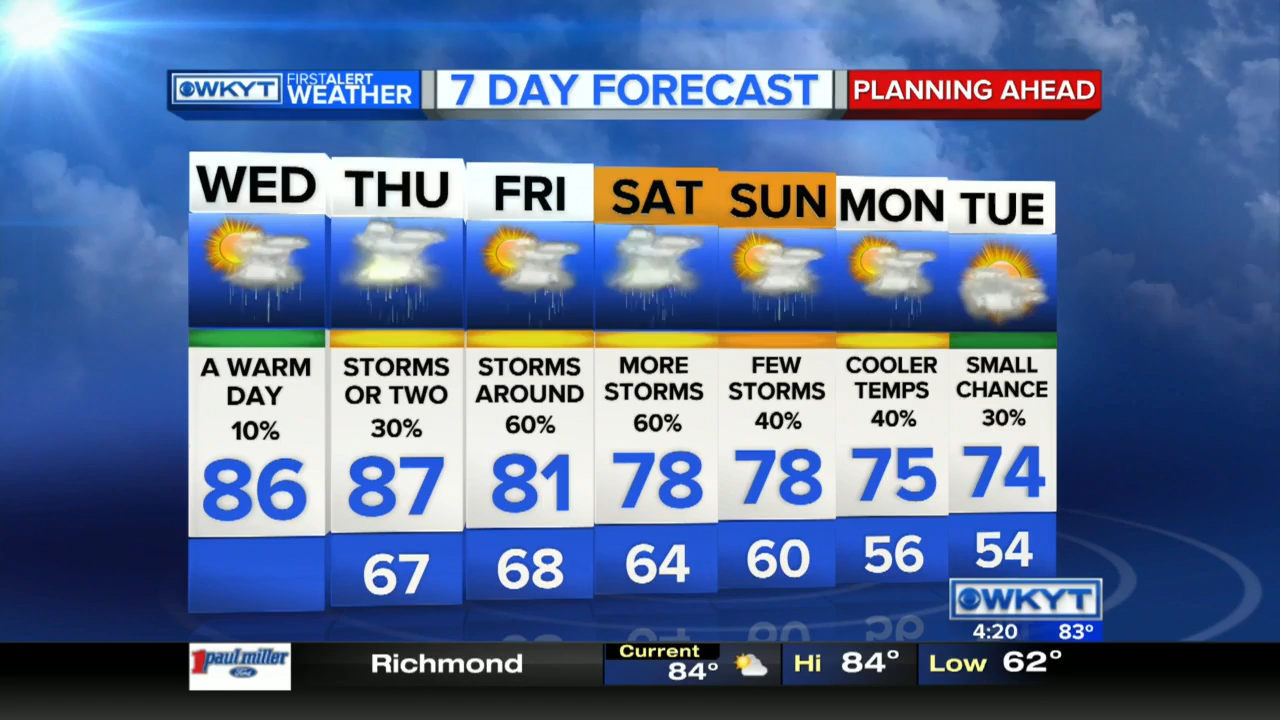 WKYT FIRST ALERT WEATHER 7 DAY FORECAST PLANNING AHEAD
WED THU FRI SAT SUN MON TUE
A WARM DAY
10%
86
STORMS OR TWO
30%
87
67
STORMS AROUND
60%
81
68
MORE STORMS
60%
78
64
FEW STORMS
40%
78
60
COOLER TEMPS
40%
75
56
SMALL CHANCE
30%
74
54
WKYT
4:20 83°
1 paul miller Ford
Richmond
Current 84°
Hi 84°
Low 62°